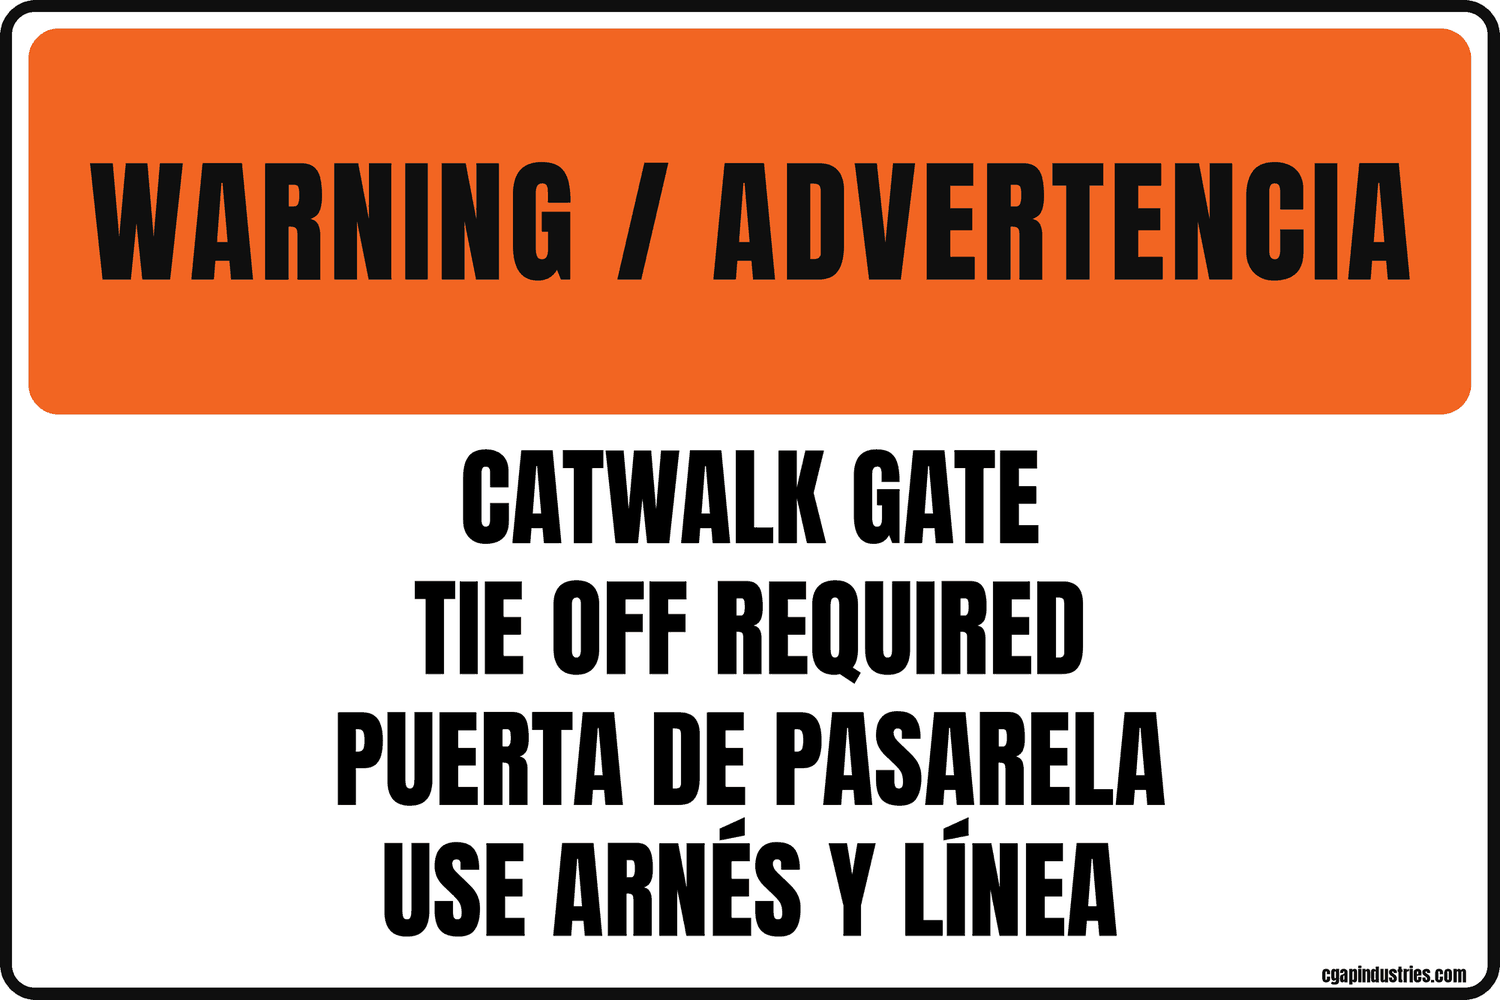 WARNING / ADVERTENCIA
CATWALK GATE
TIE OFF REQUIRED
PUERTA DE PASARELA
USE ARNÉS Y LÍNEA
cgapindustries.com